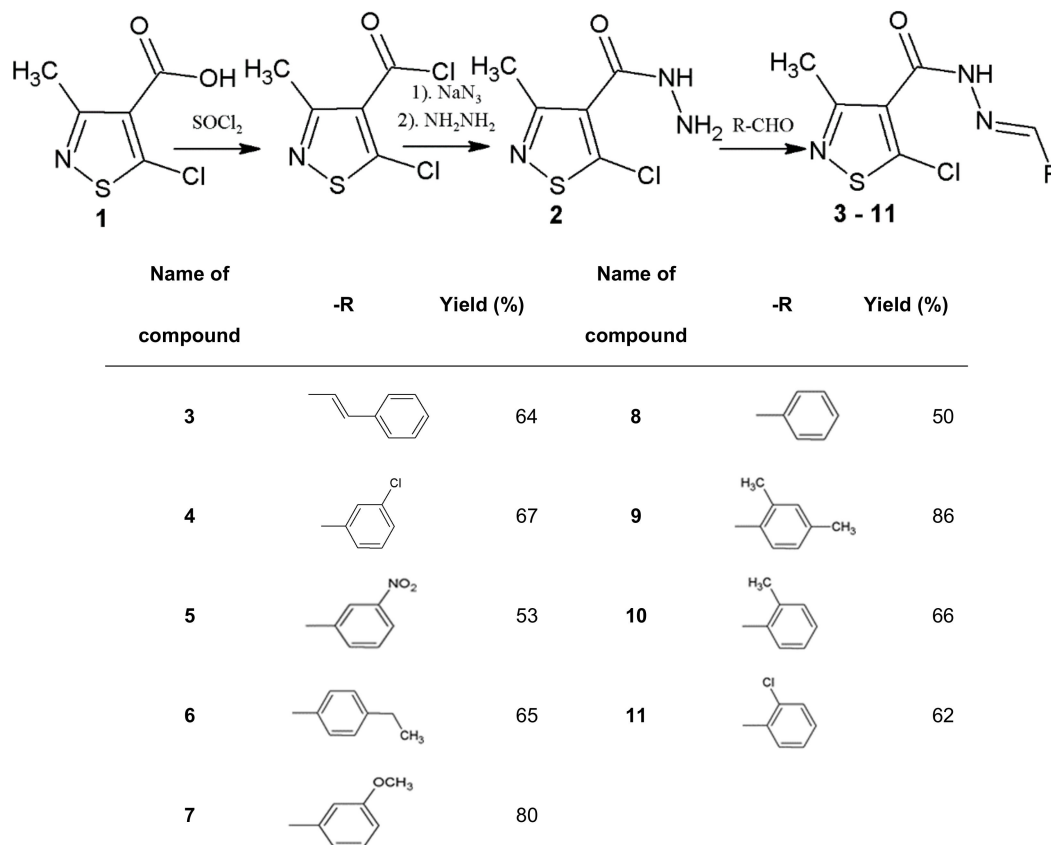 H₃C O OH N S Cl 1
SOCl₂
H₃C O Cl N S Cl
1). NaN₃
2). NH₂NH₂
H₃C O NH NH₂ N S Cl 2
R-CHO
H₃C O NH N N S Cl R 3 - 11
Name of compound -R Yield (%) Name of compound -R Yield (%)
3 64 8 50
4 Cl 67 9 H₃C CH₃ 86
5 NO₂ 53 10 H₃C 66
6 CH₃ 65 11 Cl 62
7 OCH₃ 80